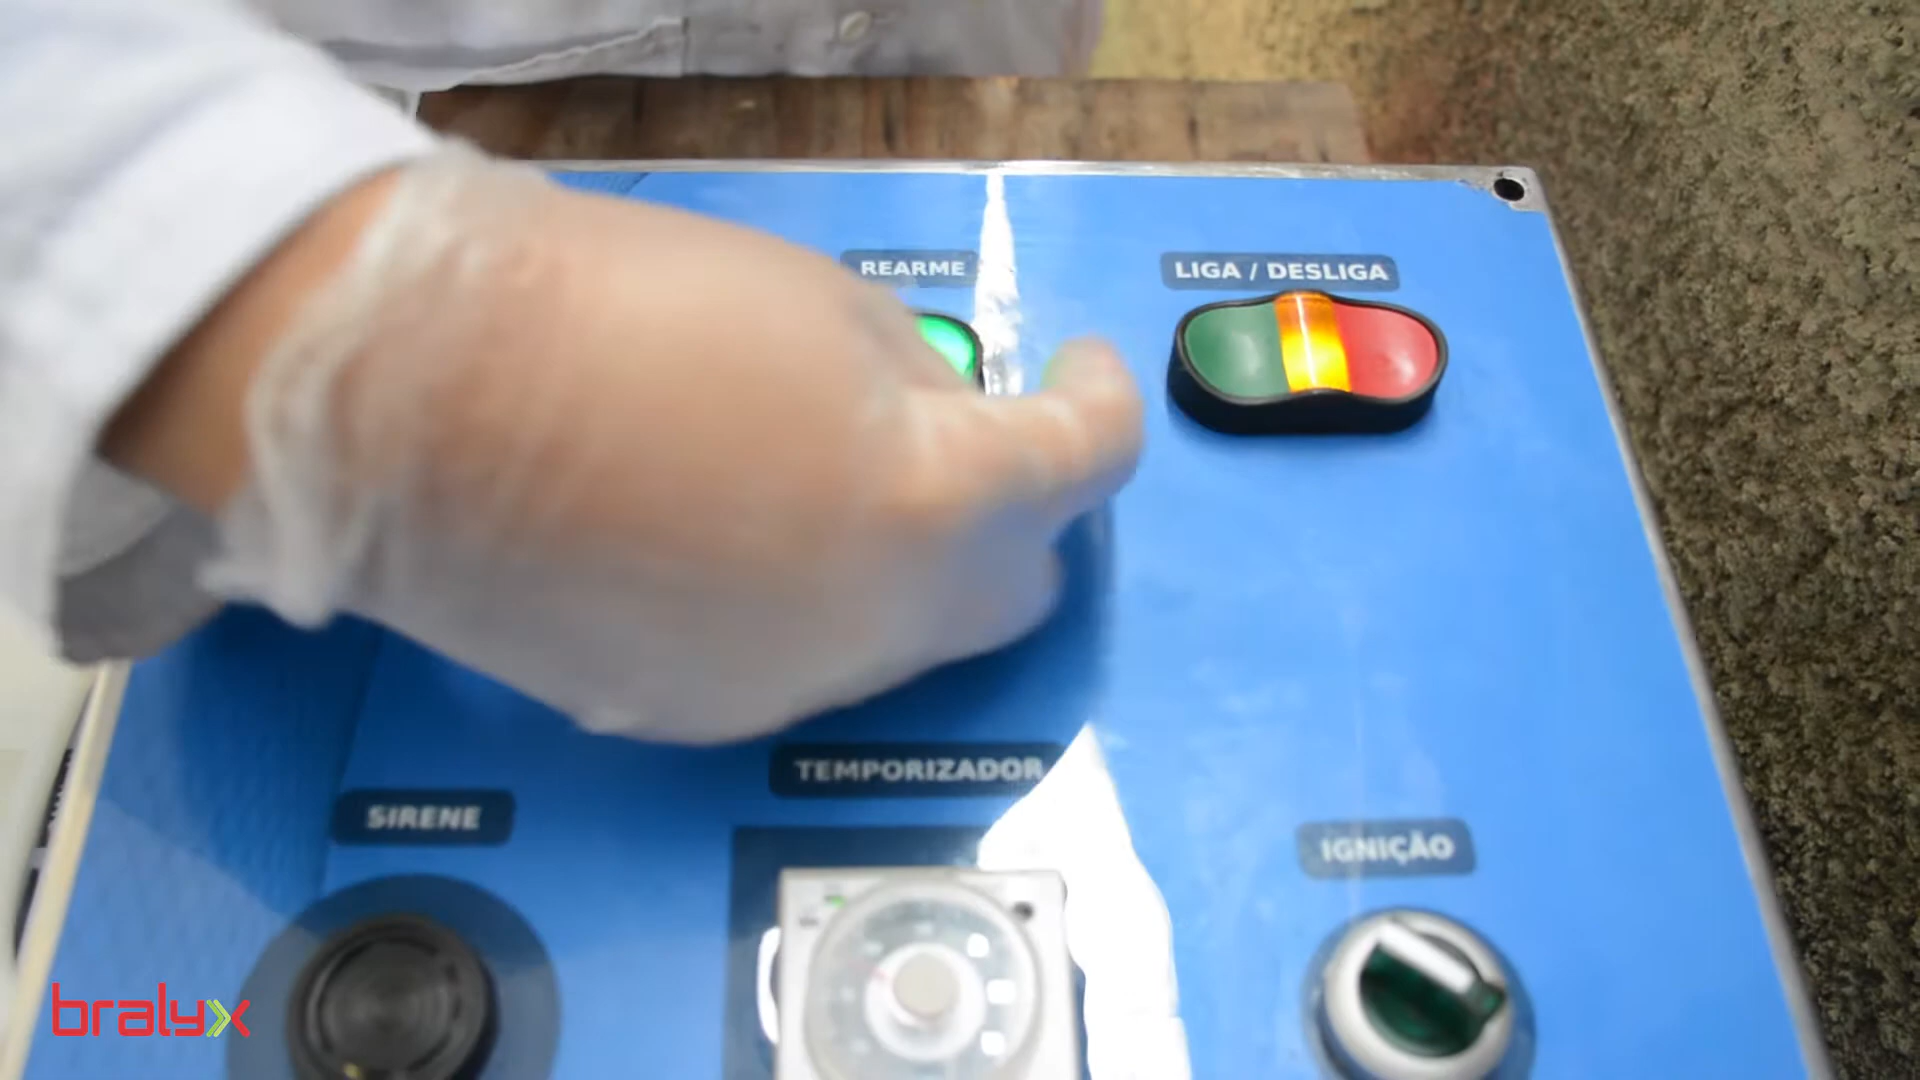 REARME
LIGA / DESLIGA
TEMPORIZADOR
SIRENE
IGNIÇÃO
bralyx